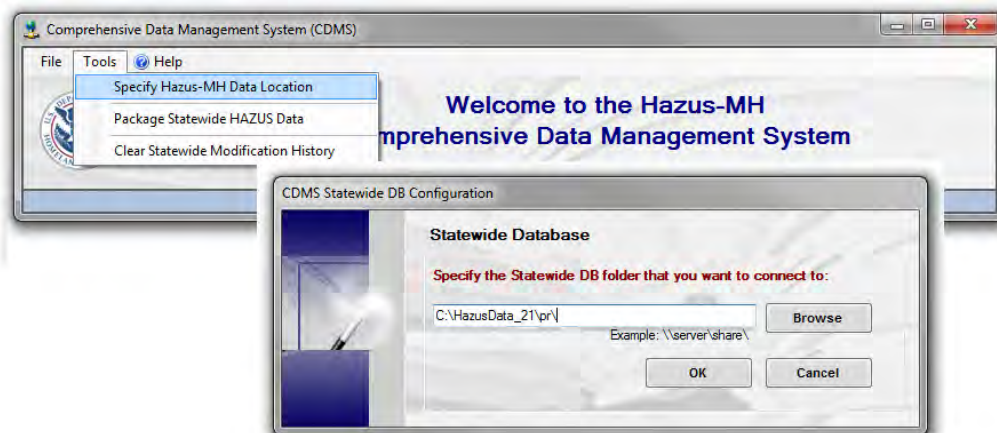 Comprehensive Data Management System (CDMS)
File Tools Help
Specify Hazus-MH Data Location
Package Statewide HAZUS Data
Clear Statewide Modification History
Welcome to the Hazus-MH
mprehensive Data Management System
CDMS Statewide DB Configuration
Statewide Database
Specify the Statewide DB folder that you want to connect to:
C:\HazusData_21\pr\
Browse
Example: \\server\share\
OK Cancel